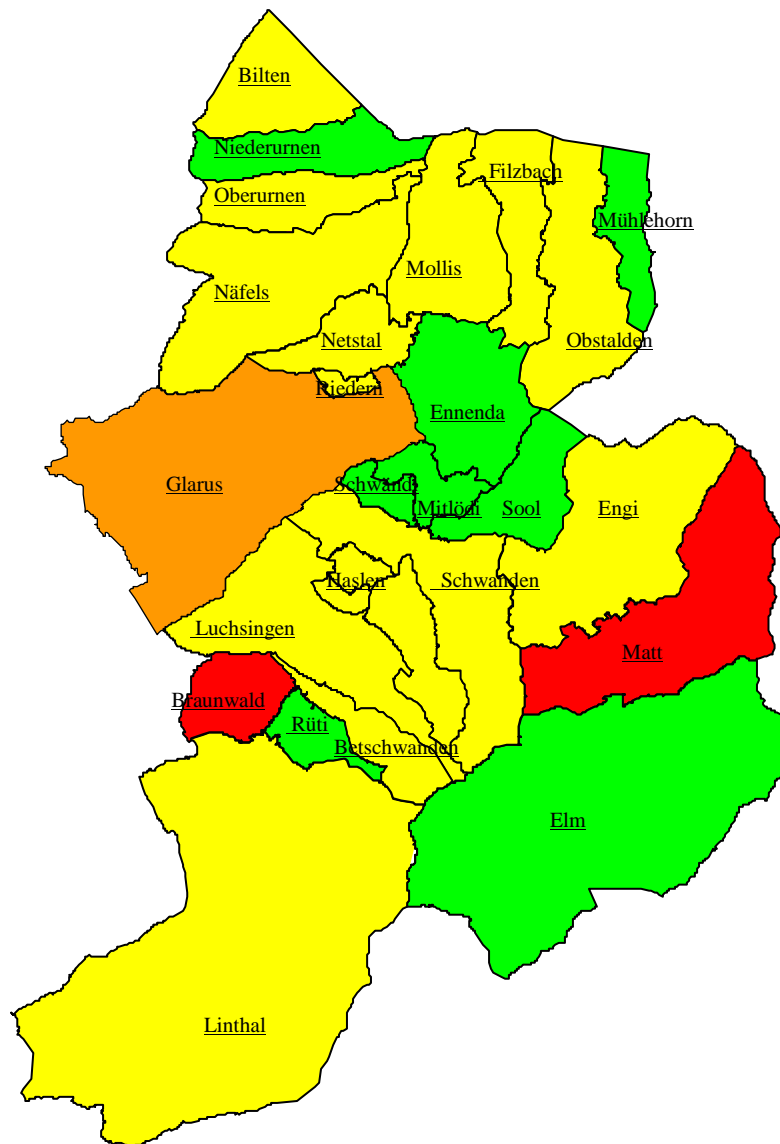 Bilten
Niederurnen
Oberurnen
Filzbach
Mühlehorn
Mollis
Näfels
Netstal
Obstalden
Riedern
Ennenda
Glarus
Schwändi
Mitlödi
Sool
Engi
Haslen
Schwanden
Luchsingen
Matt
Braunwald
Rüti
Betschwanden
Elm
Linthal